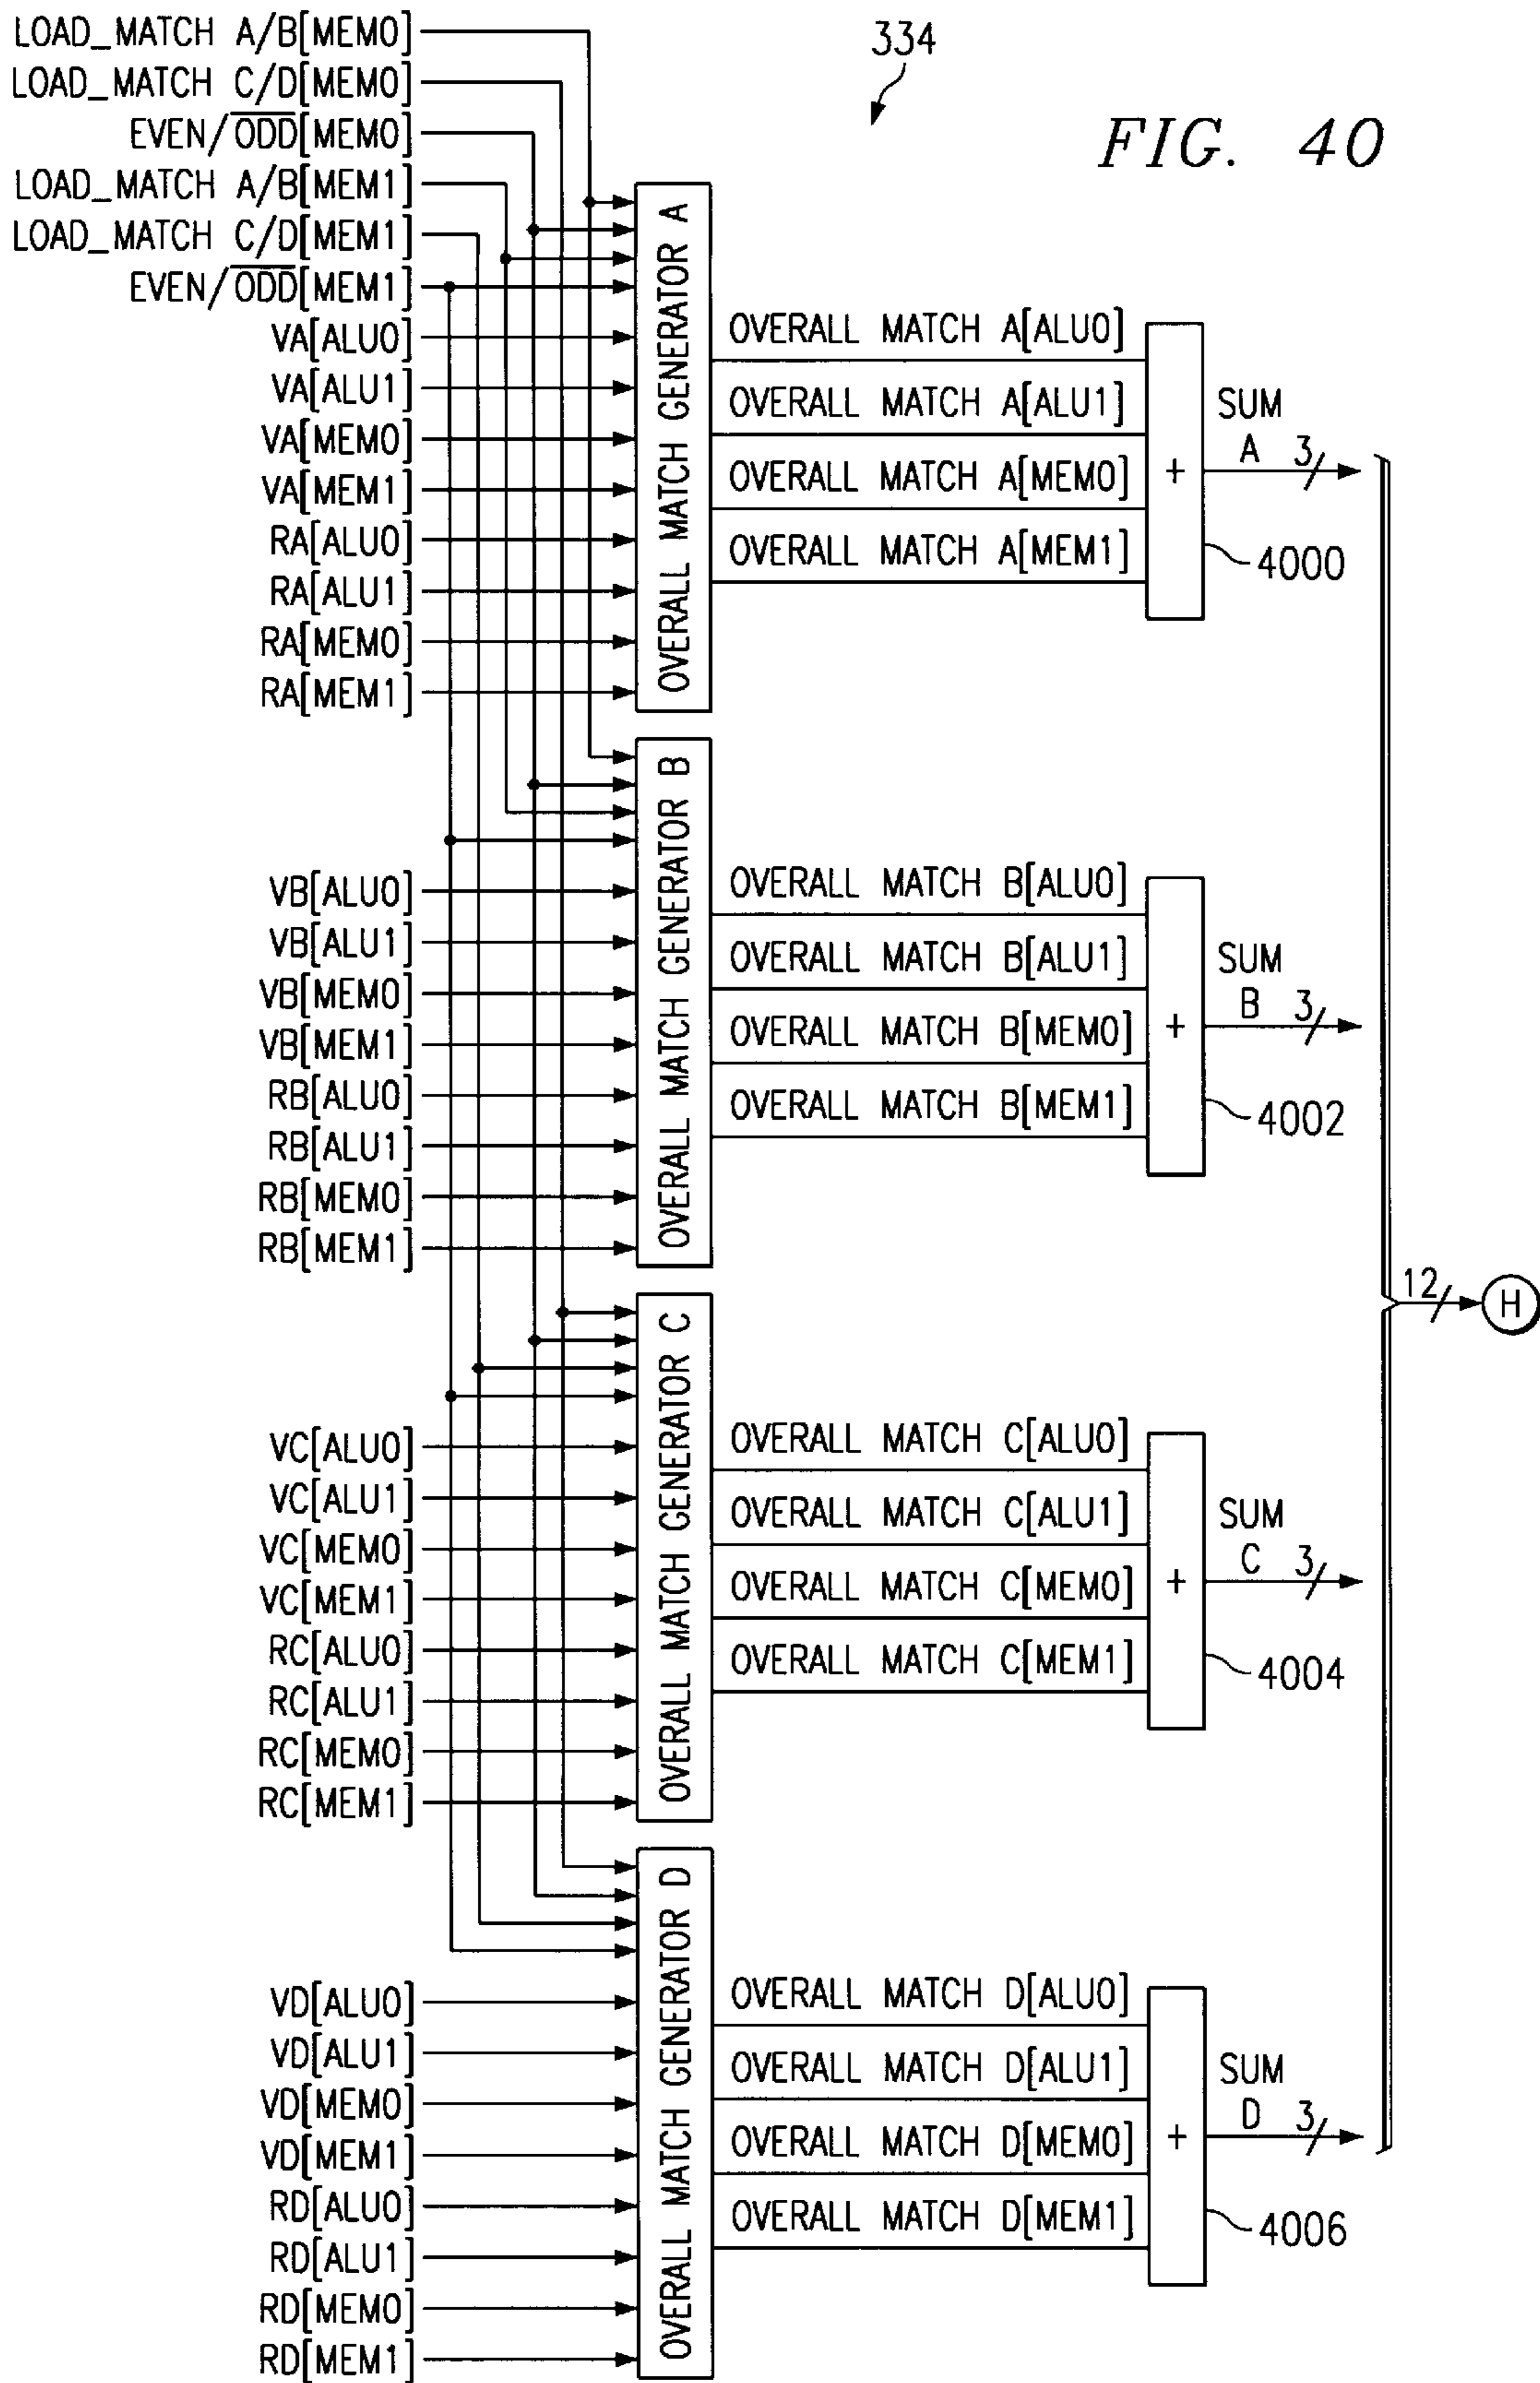 334
FIG. 40
LOAD_MATCH A/B[MEM0]
LOAD_MATCH C/D[MEM0]
EVEN/O̅D̅D̅[MEM0]
LOAD_MATCH A/B[MEM1]
LOAD_MATCH C/D[MEM1]
EVEN/O̅D̅D̅[MEM1]
VA[ALU0]
VA[ALU1]
VA[MEM0]
VA[MEM1]
RA[ALU0]
RA[ALU1]
RA[MEM0]
RA[MEM1]
OVERALL MATCH GENERATOR A
OVERALL MATCH A[ALU0]
OVERALL MATCH A[ALU1]
OVERALL MATCH A[MEM0]
OVERALL MATCH A[MEM1]
+
SUM
A 3
4000
VB[ALU0]
VB[ALU1]
VB[MEM0]
VB[MEM1]
RB[ALU0]
RB[ALU1]
RB[MEM0]
RB[MEM1]
OVERALL MATCH GENERATOR B
OVERALL MATCH B[ALU0]
OVERALL MATCH B[ALU1]
OVERALL MATCH B[MEM0]
OVERALL MATCH B[MEM1]
+
SUM
B 3
4002
12
H
VC[ALU0]
VC[ALU1]
VC[MEM0]
VC[MEM1]
RC[ALU0]
RC[ALU1]
RC[MEM0]
RC[MEM1]
OVERALL MATCH GENERATOR C
OVERALL MATCH C[ALU0]
OVERALL MATCH C[ALU1]
OVERALL MATCH C[MEM0]
OVERALL MATCH C[MEM1]
+
SUM
C 3
4004
VD[ALU0]
VD[ALU1]
VD[MEM0]
VD[MEM1]
RD[ALU0]
RD[ALU1]
RD[MEM0]
RD[MEM1]
OVERALL MATCH GENERATOR D
OVERALL MATCH D[ALU0]
OVERALL MATCH D[ALU1]
OVERALL MATCH D[MEM0]
OVERALL MATCH D[MEM1]
+
SUM
D 3
4006